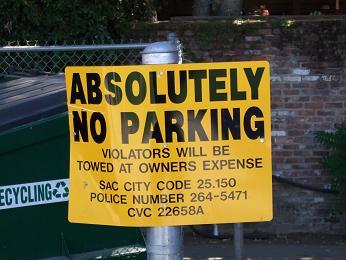 ABSOLUTELY
NO PARKING
VIOLATORS WILL BE
TOWED AT OWNERS EXPENSE
SAC CITY CODE 25.150
POLICE NUMBER 264-5471
CVC 22658A
ECYCLING